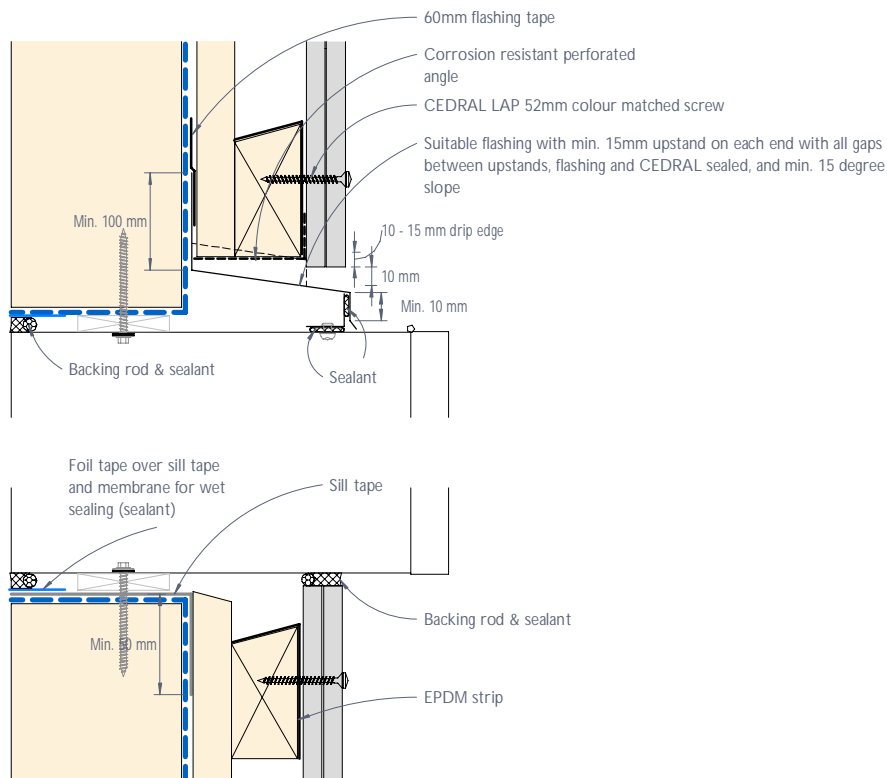 60mm flashing tape
Corrosion resistant perforated
angle
CEDRAL LAP 52mm colour matched screw
Suitable flashing with min. 15mm upstand on each end with all gaps
between upstands, flashing and CEDRAL sealed, and min. 15 degree
slope
Min. 100 mm
10 - 15 mm drip edge
10 mm
Min. 10 mm
Backing rod & sealant
Sealant
Foil tape over sill tape
and membrane for wet
sealing (sealant)
Sill tape
Backing rod & sealant
Min. 50 mm
EPDM strip